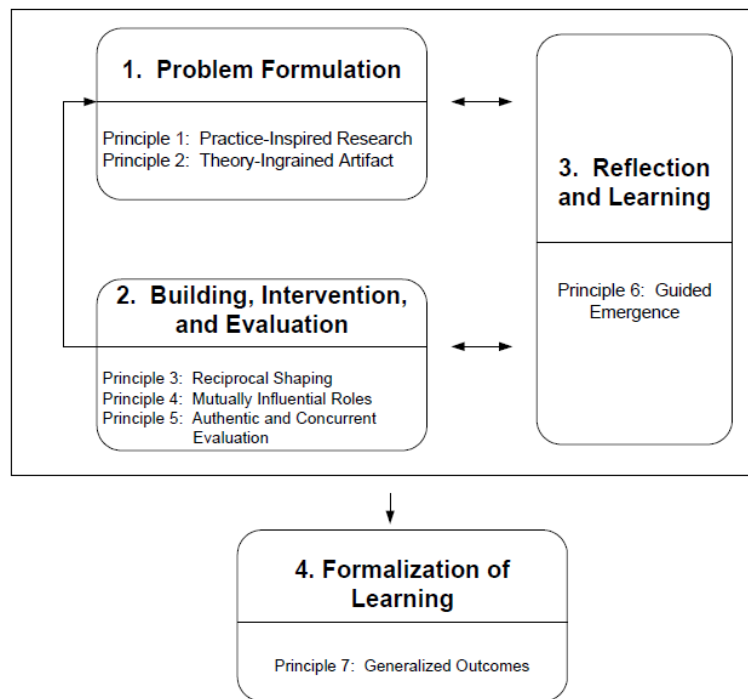 1. Problem Formulation
Principle 1: Practice-Inspired Research
Principle 2: Theory-Ingrained Artifact
2. Building, Intervention,
and Evaluation
Principle 3: Reciprocal Shaping
Principle 4: Mutually Influential Roles
Principle 5: Authentic and Concurrent
Evaluation
3. Reflection
and Learning
Principle 6: Guided
Emergence
4. Formalization of
Learning
Principle 7: Generalized Outcomes